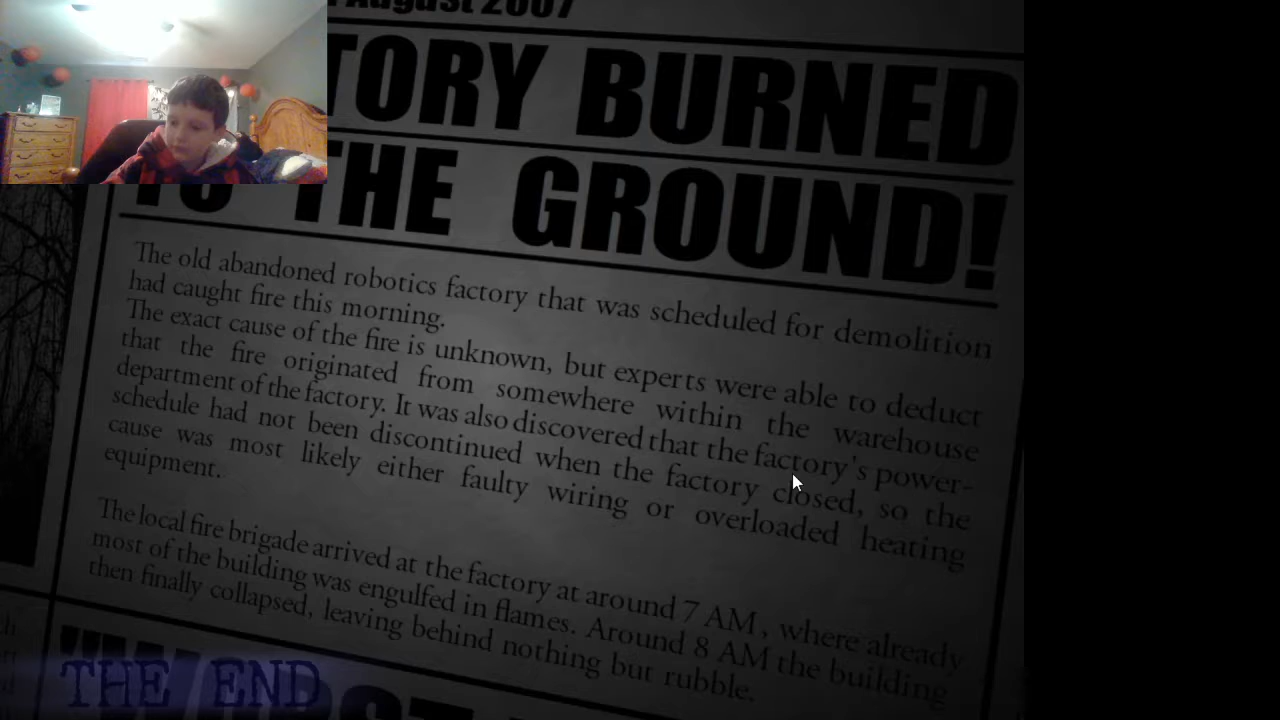 August 2007
TORY BURNED
TO THE GROUND!
The old abandoned robotics factory that was scheduled for demolition
had caught fire this morning.
The exact cause of the fire is unknown, but experts were able to deduct
that the fire originated from somewhere within the warehouse
department of the factory. It was also discovered that the factory's power-
schedule had not been discontinued when the factory closed, so the
cause was most likely either faulty wiring or overloaded heating
equipment.
The local fire brigade arrived at the factory at around 7 AM, where already
most of the building was engulfed in flames. Around 8 AM the building
then finally collapsed, leaving behind nothing but rubble.
THE END